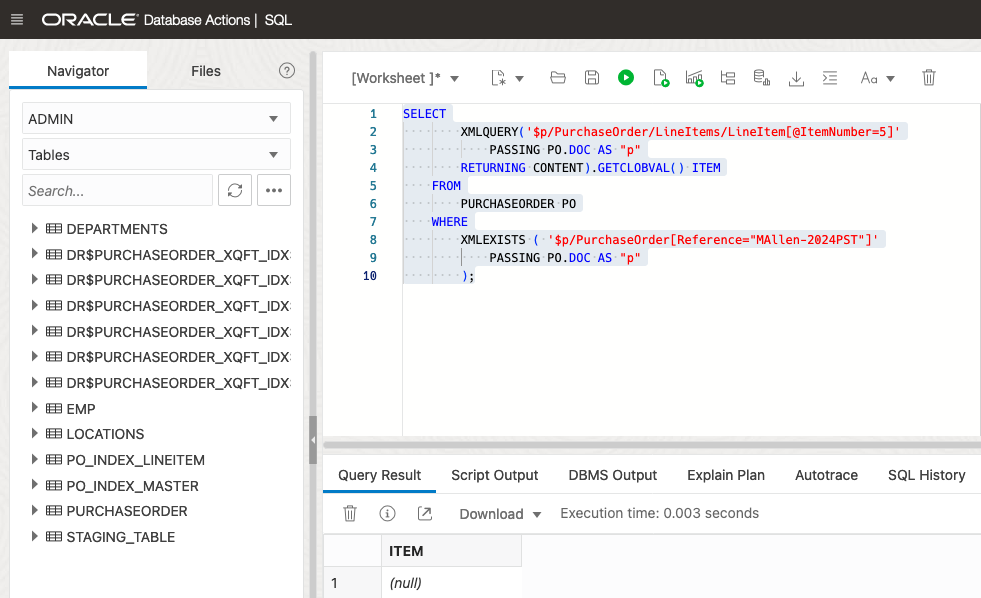 ORACLE Database Actions | SQL
Navigator
Files
?
ADMIN
Tables
Search...
DEPARTMENTS
DR$PURCHASEORDER_XQFT_IDX
DR$PURCHASEORDER_XQFT_IDX
DR$PURCHASEORDER_XQFT_IDX
DR$PURCHASEORDER_XQFT_IDX
DR$PURCHASEORDER_XQFT_IDX
DR$PURCHASEORDER_XQFT_IDX
EMP
LOCATIONS
PO_INDEX_LINEITEM
PO_INDEX_MASTER
PURCHASEORDER
STAGING_TABLE
[Worksheet ]*
Aa
1 SELECT
2 XMLQUERY('$p/PurchaseOrder/LineItems/LineItem[@ItemNumber=5]'
3 PASSING PO.DOC AS "p"
4 RETURNING CONTENT).GETCLOBVAL() ITEM
5 FROM
6 PURCHASEORDER PO
7 WHERE
8 XMLEXISTS ( '$p/PurchaseOrder[Reference="MAllen-2024PST"]'
9 PASSING PO.DOC AS "p"
10 );
Query Result
Script Output
DBMS Output
Explain Plan
Autotrace
SQL History
Download
Execution time: 0.003 seconds
ITEM
1 (null)